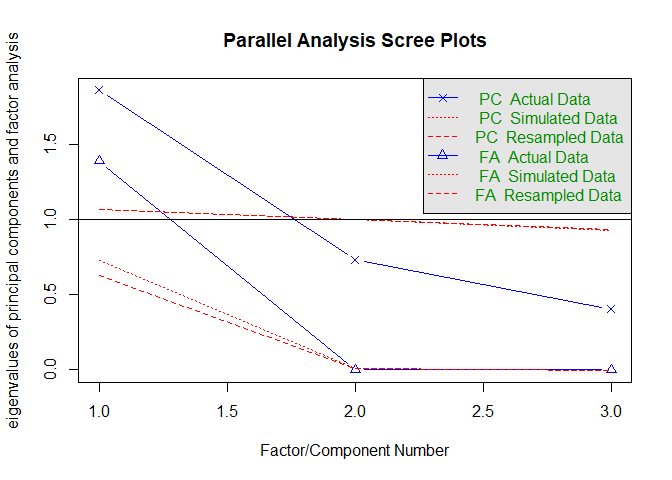 Parallel Analysis Scree Plots
eigenvalues of principal components and factor analysis
0.0
0.5
1.0
1.5
PC Actual Data
PC Simulated Data
PC Resampled Data
FA Actual Data
FA Simulated Data
FA Resampled Data
1.0 1.5 2.0 2.5 3.0
Factor/Component Number